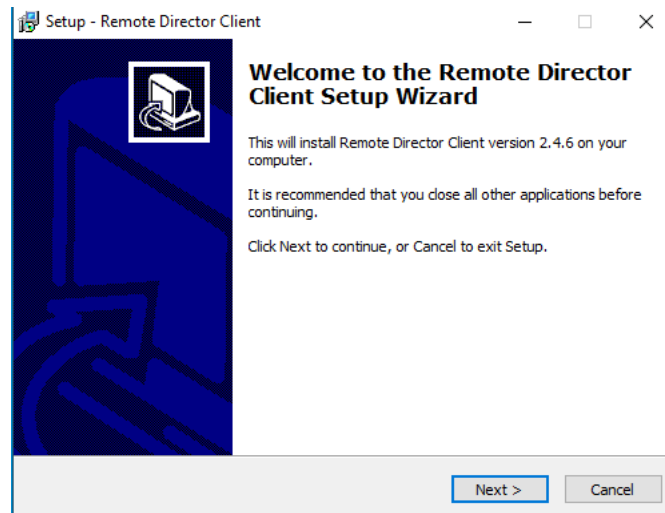 Setup - Remote Director Client
Welcome to the Remote Director
Client Setup Wizard
This will install Remote Director Client version 2.4.6 on your
computer.
It is recommended that you close all other applications before
continuing.
Click Next to continue, or Cancel to exit Setup.
Next >
Cancel